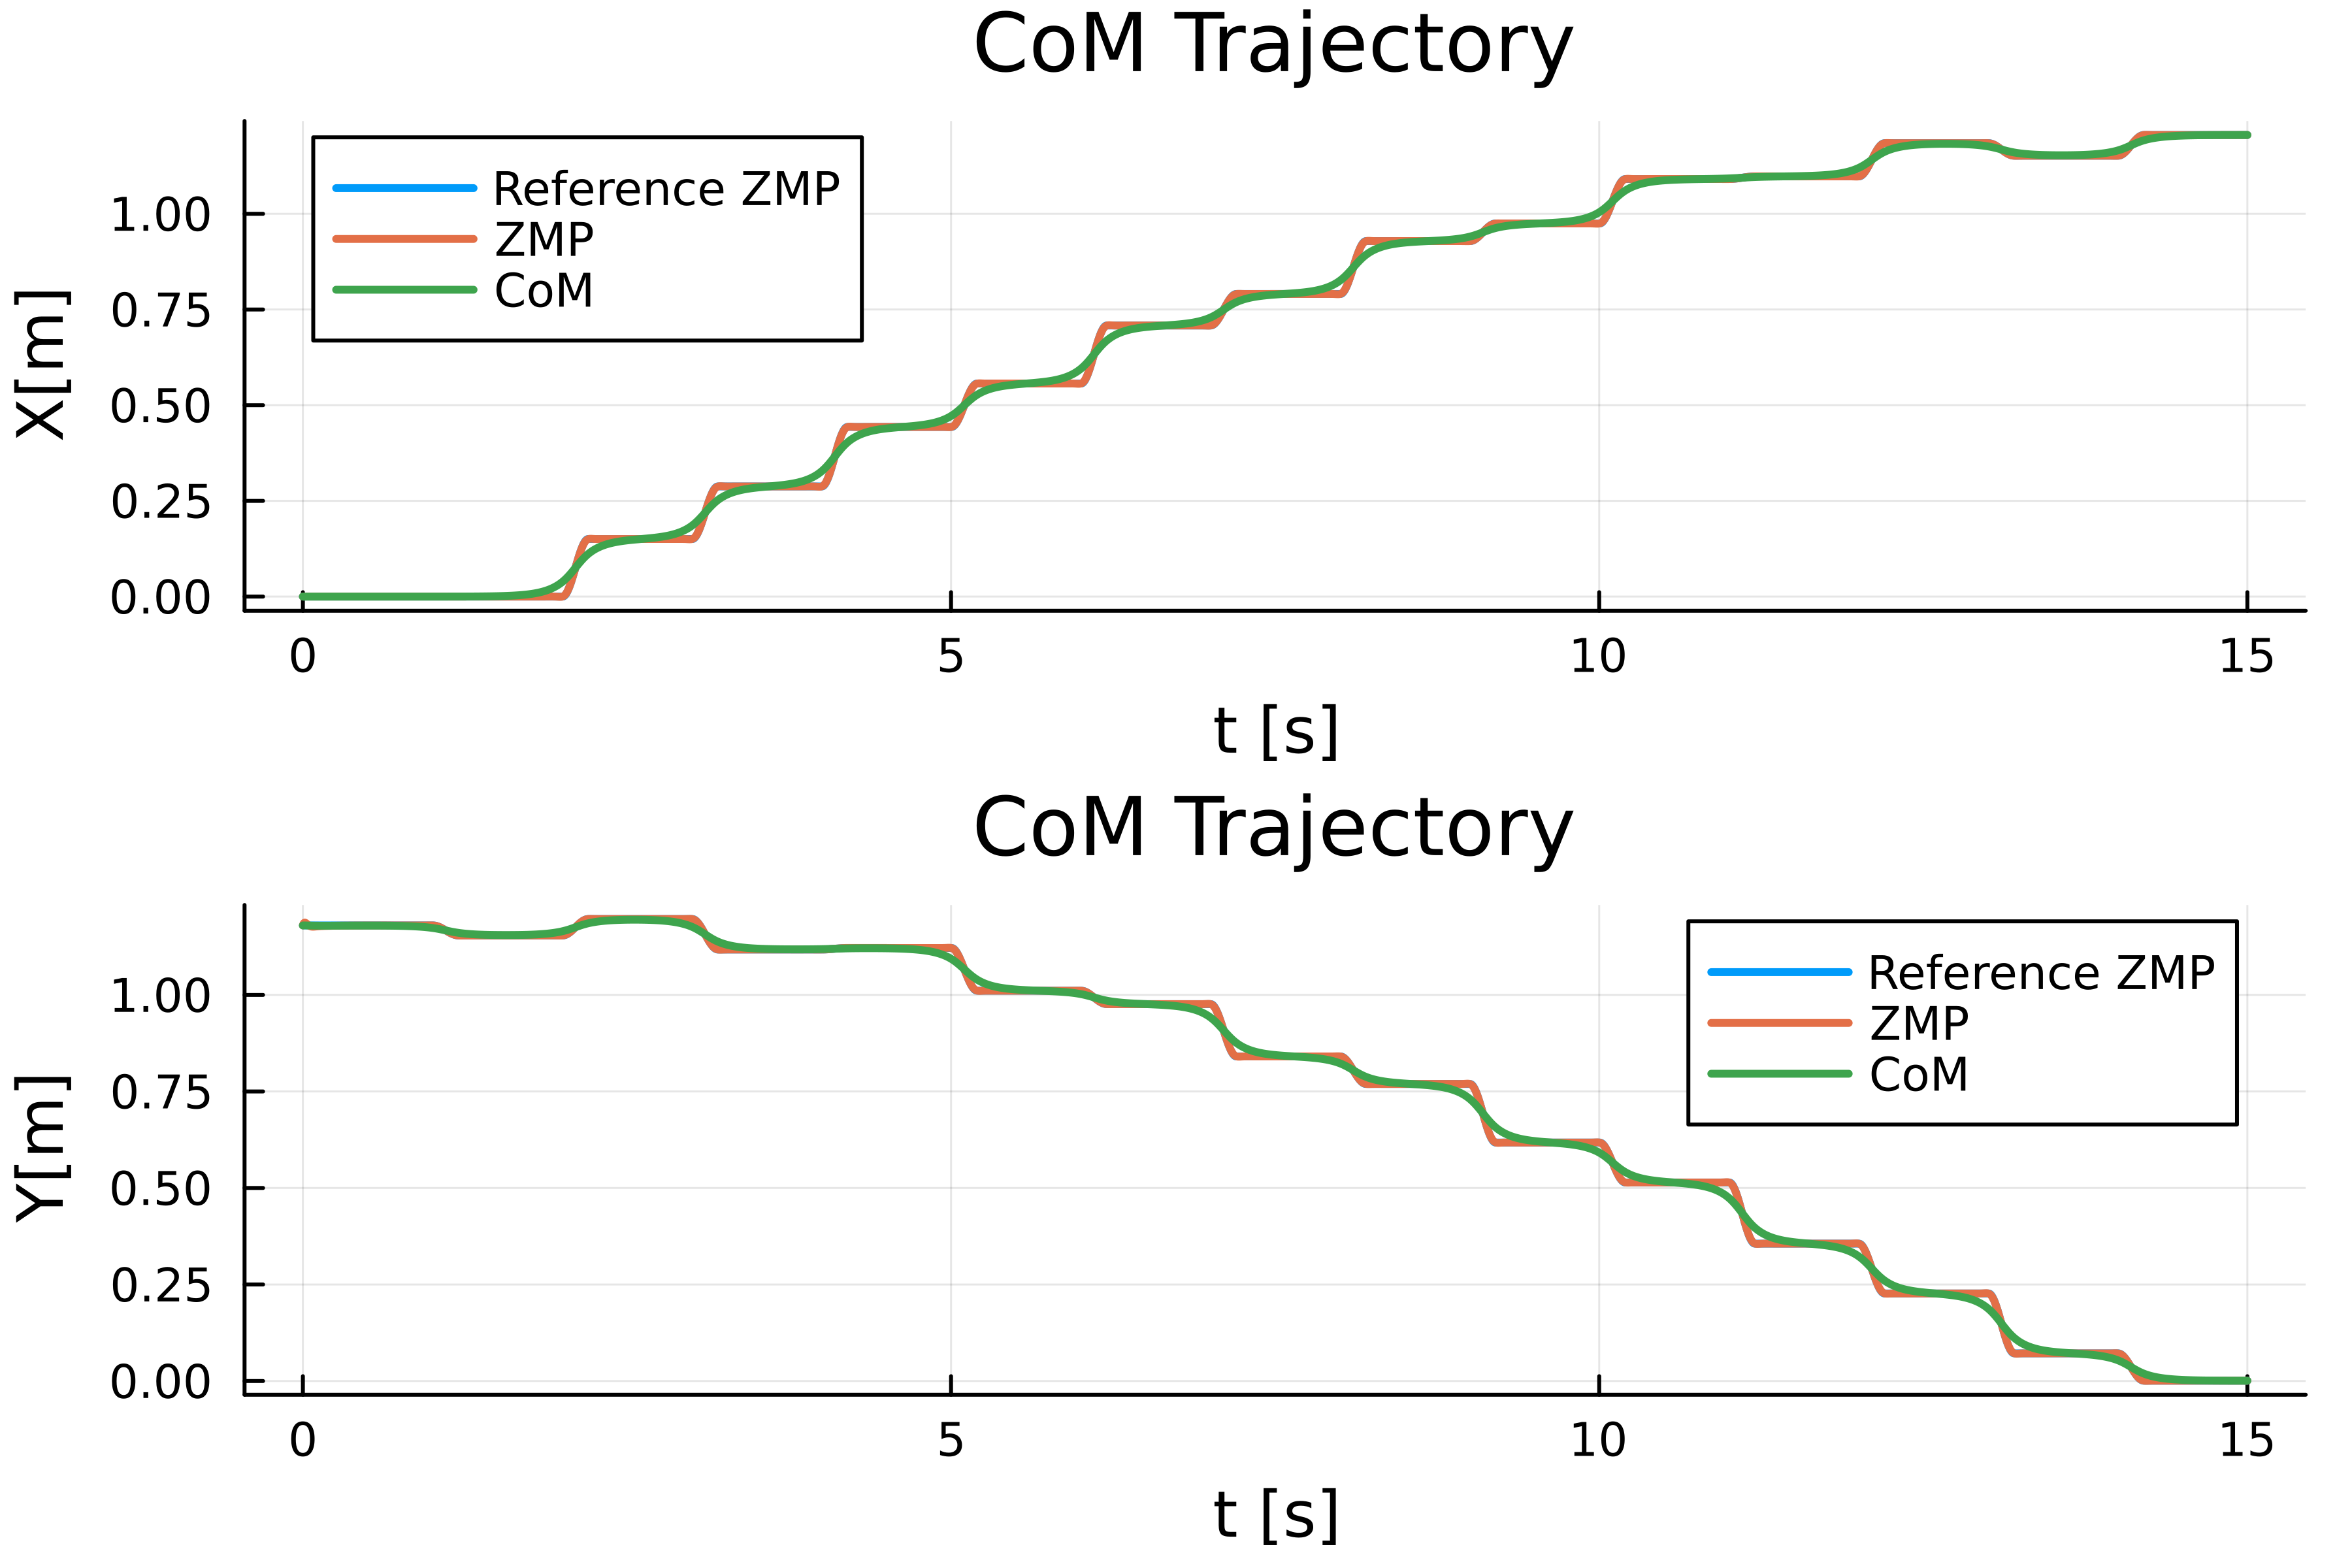 CoM Trajectory
Reference ZMP
ZMP
CoM
X[m]
1.00
0.75
0.50
0.25
0.00
0 5 10 15
t [s]
CoM Trajectory
Reference ZMP
ZMP
CoM
Y[m]
1.00
0.75
0.50
0.25
0.00
0 5 10 15
t [s]